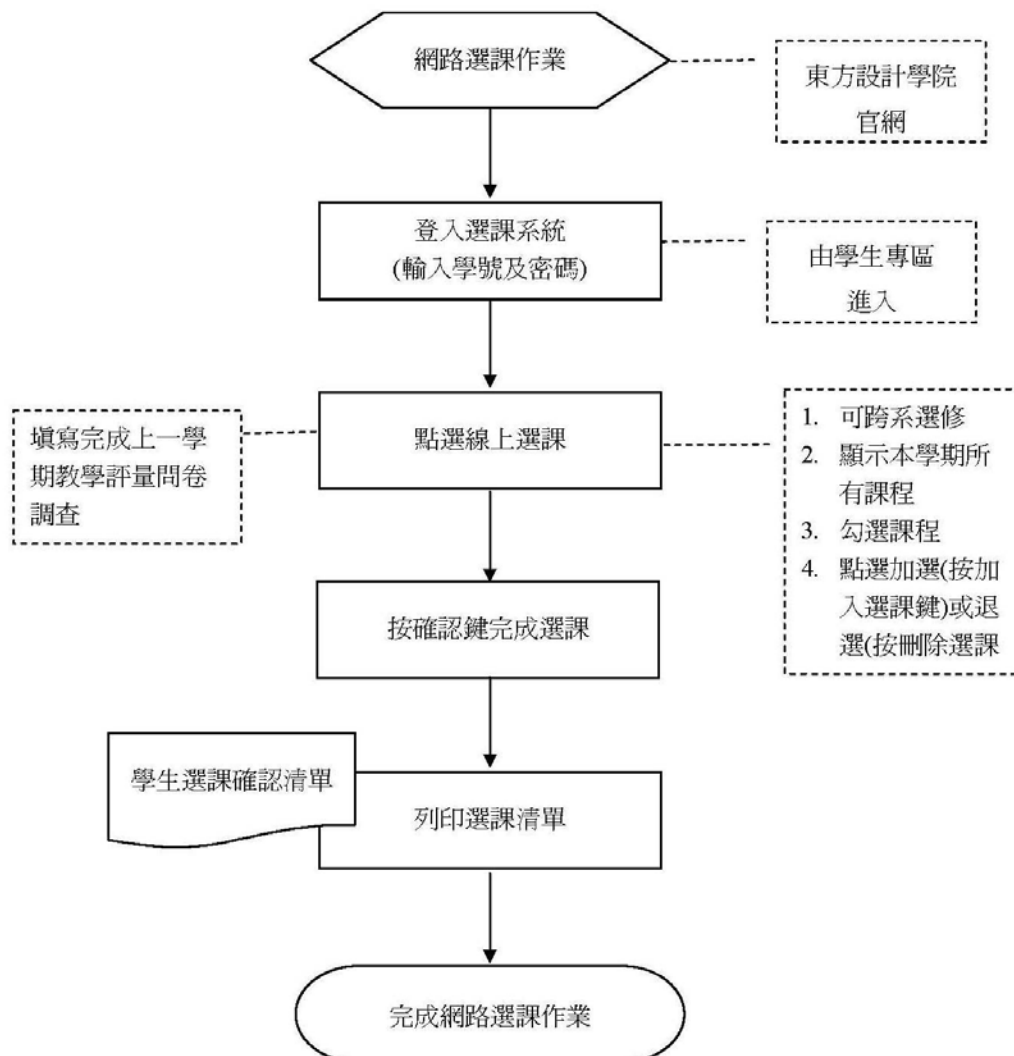 網路選課作業
東方設計學院
官網
登入選課系統
(輸入學號及密碼)
由學生專區
進入
點選線上選課
填寫完成上一學
期教學評量問卷
調查
1. 可跨系選修
2. 顯示本學期所
有課程
3. 勾選課程
4. 點選加選(按加
入選課鍵)或退
選(按刪除選課
按確認鍵完成選課
學生選課確認清單
列印選課清單
完成網路選課作業